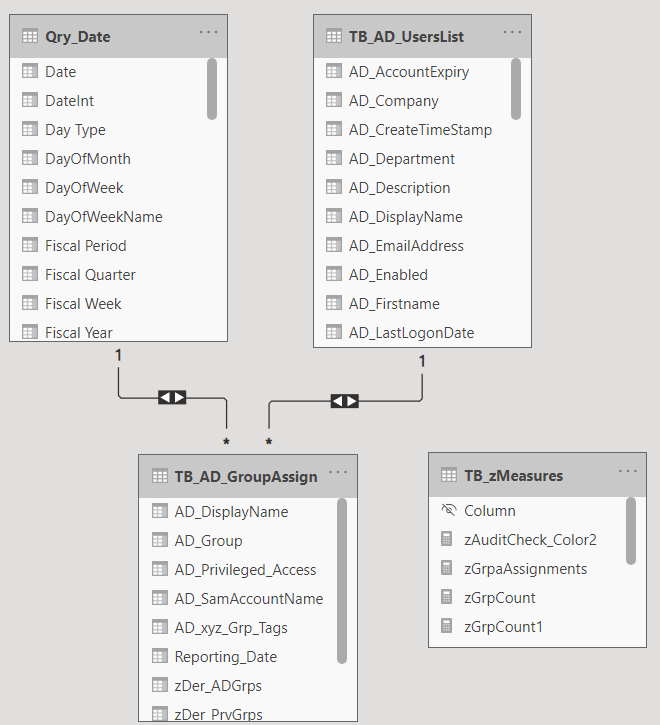 Qry_Date
Date
DateInt
Day Type
DayOfMonth
DayOfWeek
DayOfWeekName
Fiscal Period
Fiscal Quarter
Fiscal Week
Fiscal Year
TB_AD_UsersList
AD_AccountExpiry
AD_Company
AD_CreateTimeStamp
AD_Department
AD_Description
AD_DisplayName
AD_EmailAddress
AD_Enabled
AD_Firstname
AD_LastLogonDate
1
1
*
*
TB_AD_GroupAssign
AD_DisplayName
AD_Group
AD_Privileged_Access
AD_SamAccountName
AD_xyz_Grp_Tags
Reporting_Date
zDer_ADGrps
zDer_PrvGrps
TB_zMeasures
Column
zAuditCheck_Color2
zGrpaAssignments
zGrpCount
zGrpCount1